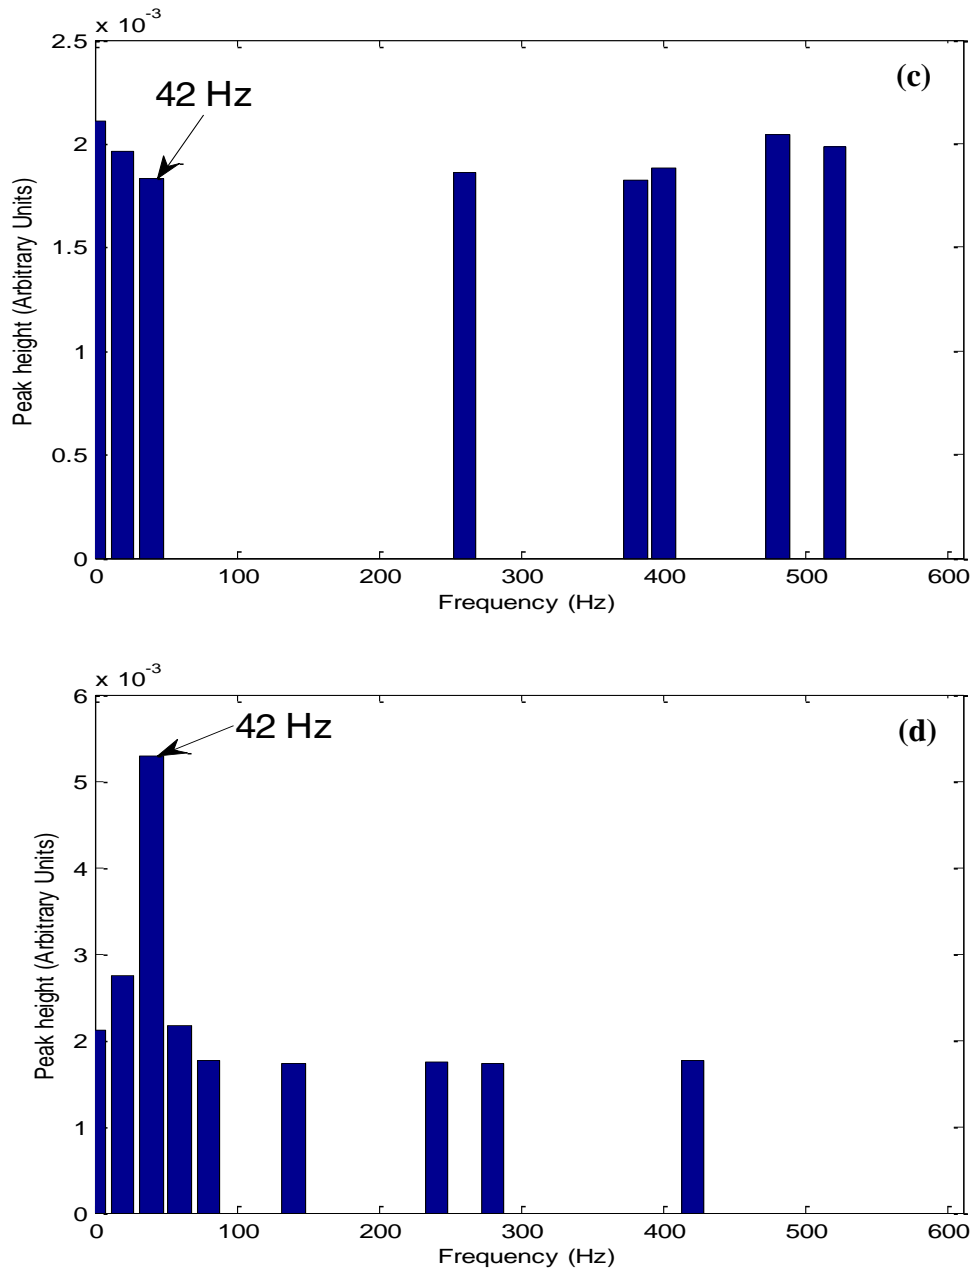 x 10-3
2.5
(c)
42 Hz
2
1.5
1
0.5
0
Peak height (Arbitrary Units)
0 100 200 300 400 500 600
Frequency (Hz)
x 10-3
6
(d)
42 Hz
5
4
3
2
1
0
Peak height (Arbitrary Units)
0 100 200 300 400 500 600
Frequency (Hz)